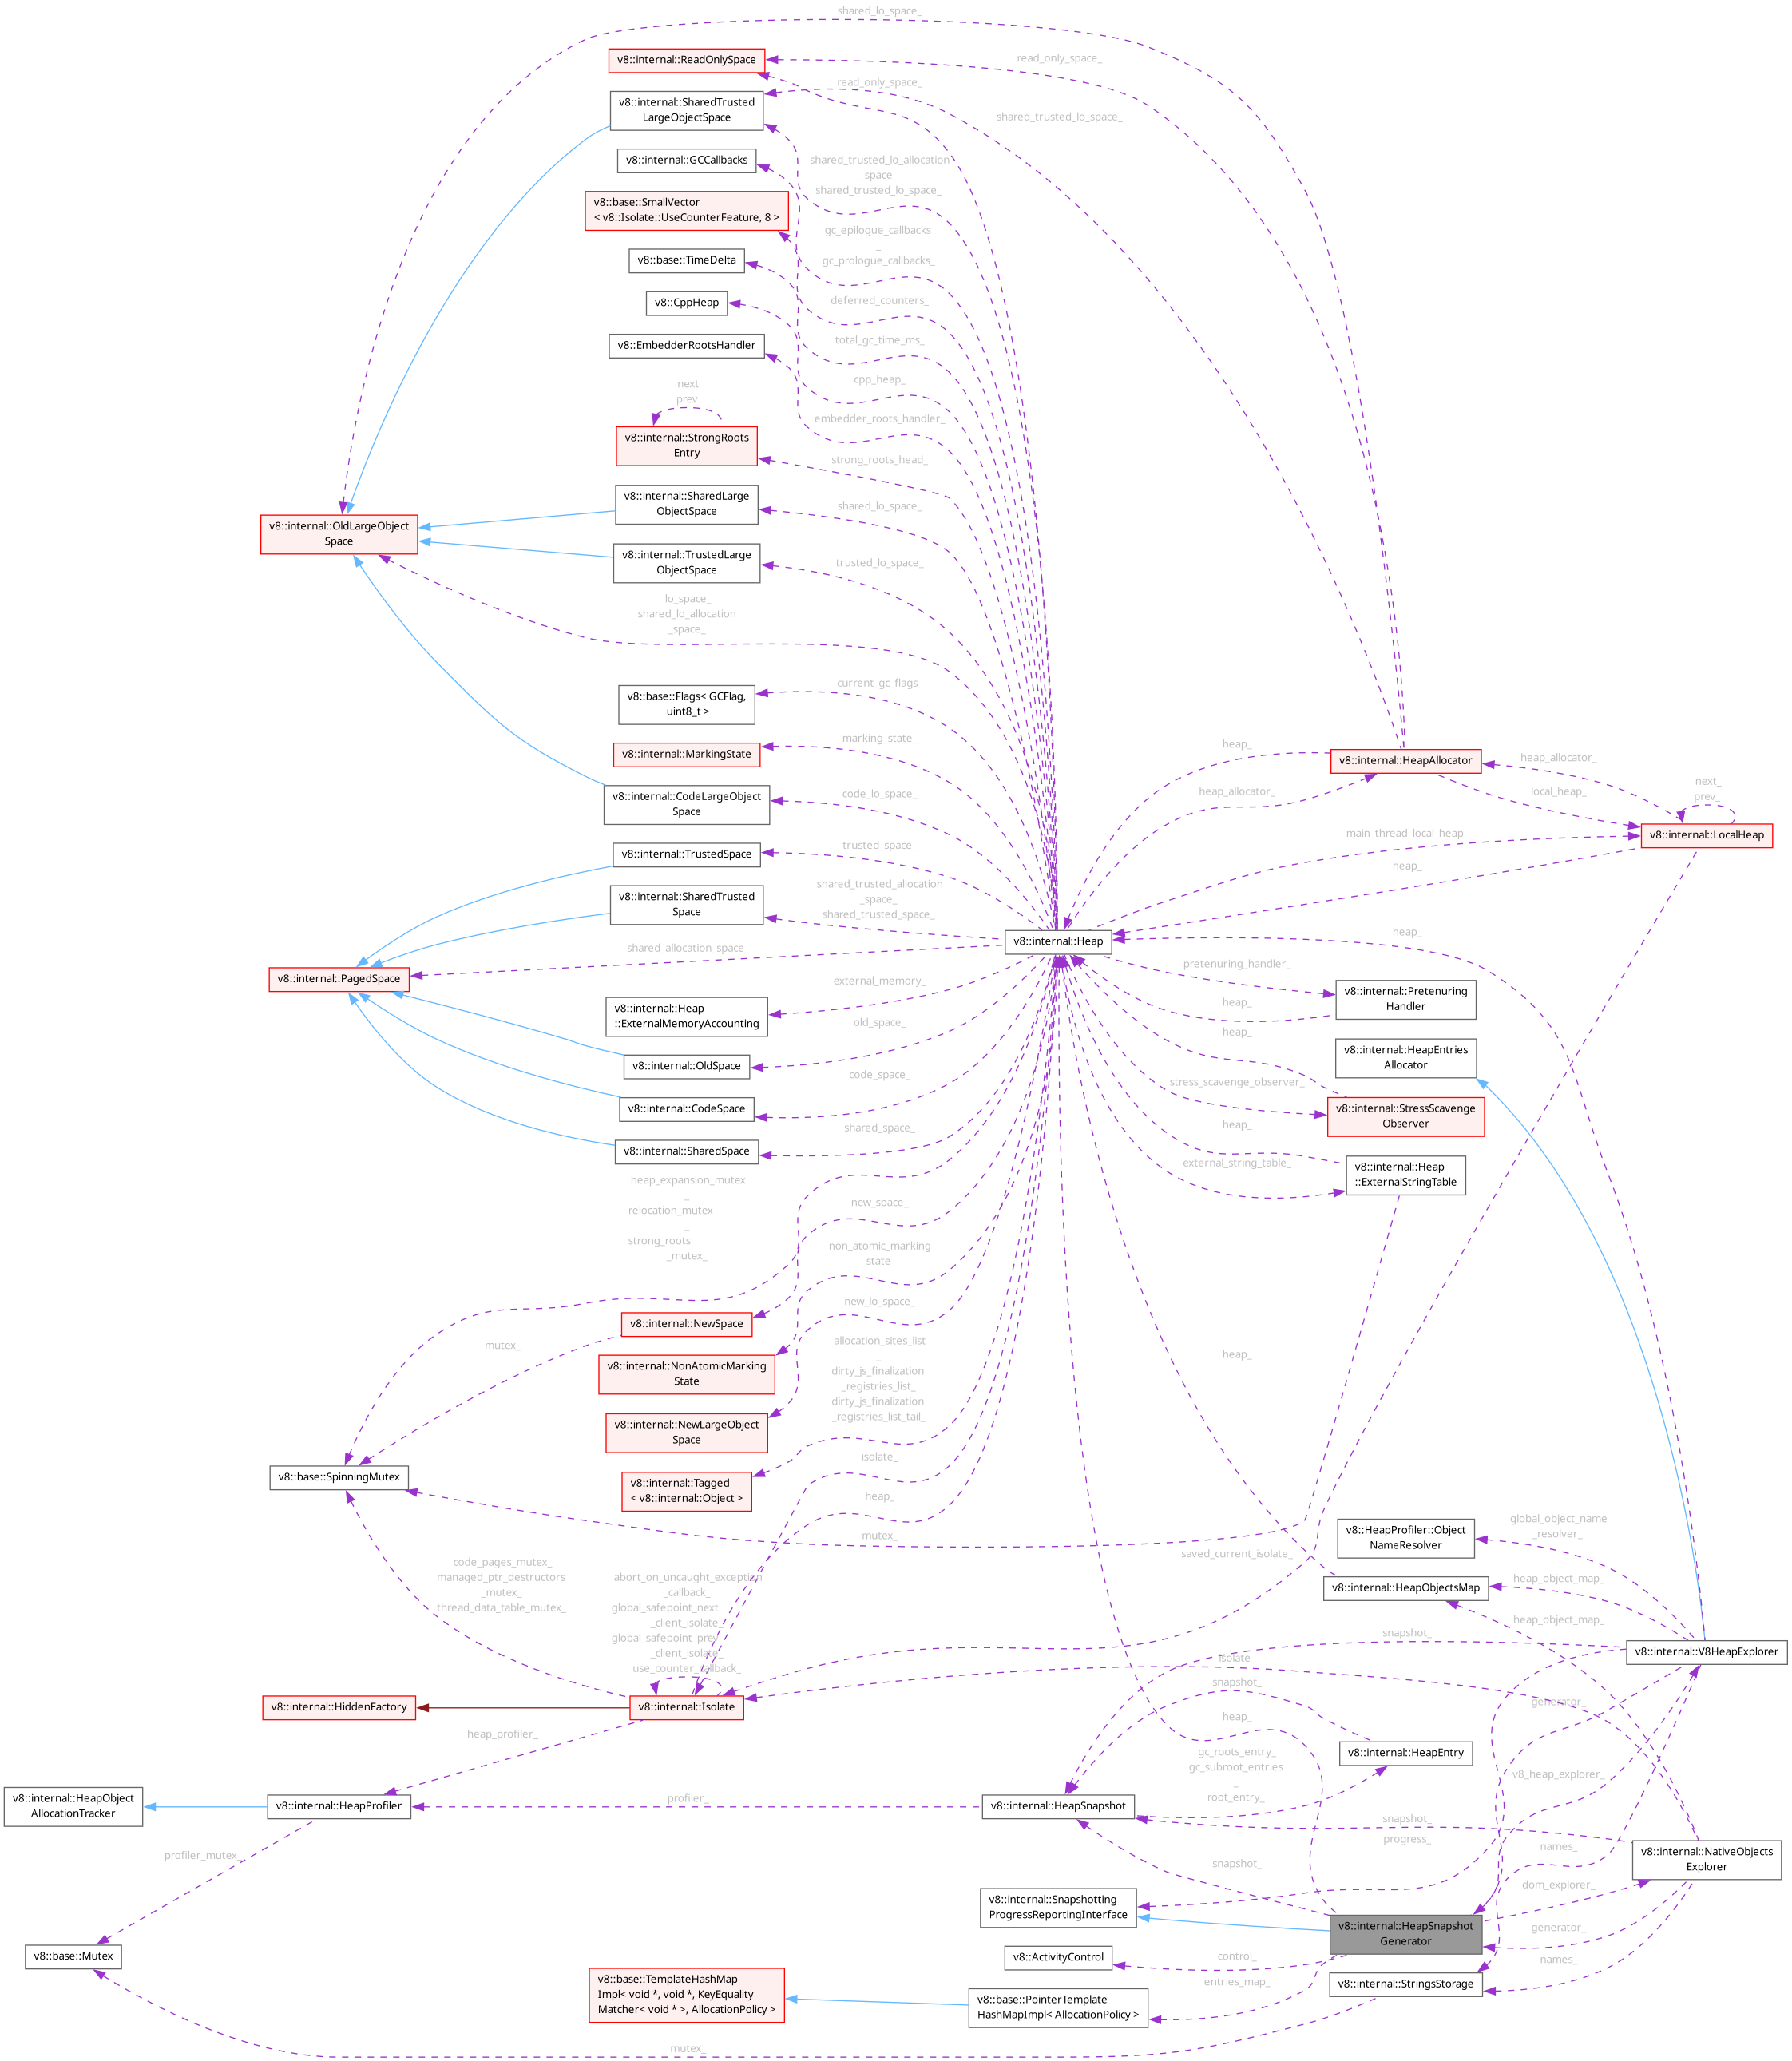 shared_lo_space_
v8::internal::ReadOnlySpace
read_only_space_
read_only_space_
v8::internal::SharedTrusted
LargeObjectSpace
shared_trusted_lo_space_
v8::internal::GCCallbacks
shared_trusted_lo_allocation
_space_
shared_trusted_lo_space_
v8::base::SmallVector
< v8::Isolate::UseCounterFeature, 8 >
gc_epilogue_callbacks
_
gc_prologue_callbacks_
v8::base::TimeDelta
deferred_counters_
v8::CppHeap
total_gc_time_ms_
v8::EmbedderRootsHandler
cpp_heap_
next
prev
embedder_roots_handler_
v8::internal::StrongRoots
Entry
strong_roots_head_
v8::internal::SharedLarge
ObjectSpace
shared_lo_space_
v8::internal::OldLargeObject
Space
v8::internal::TrustedLarge
ObjectSpace
trusted_lo_space_
lo_space_
shared_lo_allocation
_space_
v8::base::Flags< GCFlag,
uint8_t >
current_gc_flags_
v8::internal::MarkingState
marking_state_
heap_
v8::internal::HeapAllocator
heap_allocator_
v8::internal::CodeLargeObject
Space
code_lo_space_
heap_allocator_
local_heap_
next_
prev_
v8::internal::LocalHeap
v8::internal::TrustedSpace
trusted_space_
main_thread_local_heap_
heap_
v8::internal::SharedTrusted
Space
shared_trusted_allocation
_space_
shared_trusted_space_
v8::internal::Heap
heap_
shared_allocation_space_
v8::internal::PagedSpace
pretenuring_handler_
v8::internal::Pretenuring
Handler
heap_
v8::internal::Heap
::ExternalMemoryAccounting
external_memory_
heap_
v8::internal::OldSpace
old_space_
v8::internal::HeapEntries
Allocator
v8::internal::CodeSpace
code_space_
stress_scavenge_observer_
v8::internal::StressScavenge
Observer
v8::internal::SharedSpace
shared_space_
heap_
external_string_table_
v8::internal::Heap
::ExternalStringTable
heap_expansion_mutex
_
relocation_mutex
_
strong_roots
_mutex_
new_space_
v8::internal::NewSpace
mutex_
non_atomic_marking
_state_
v8::internal::NonAtomicMarking
State
new_lo_space_
heap_
v8::internal::NewLargeObject
Space
allocation_sites_list
_
dirty_js_finalization
_registries_list_
dirty_js_finalization
_registries_list_tail_
v8::base::SpinningMutex
v8::internal::Tagged
< v8::internal::Object >
isolate_
heap_
mutex_
v8::HeapProfiler::Object
NameResolver
global_object_name
_resolver_
saved_current_isolate_
v8::internal::HeapObjectsMap
heap_object_map_
heap_object_map_
code_pages_mutex_
managed_ptr_destructors
_mutex_
thread_data_table_mutex_
abort_on_uncaught_exception
_callback_
global_safepoint_next
_client_isolate_
global_safepoint_prev
_client_isolate_
use_counter_callback_
snapshot_
isolate_
v8::internal::V8HeapExplorer
snapshot_
v8::internal::HiddenFactory
v8::internal::Isolate
generator_
heap_profiler_
heap_
v8::internal::HeapEntry
gc_roots_entry_
gc_subroot_entries
_
root_entry_
v8_heap_explorer_
v8::internal::HeapObject
AllocationTracker
v8::internal::HeapProfiler
profiler_
v8::internal::HeapSnapshot
snapshot_
progress_
names_
v8::internal::NativeObjects
Explorer
profiler_mutex_
snapshot_
dom_explorer_
v8::internal::Snapshotting
ProgressReportingInterface
v8::internal::HeapSnapshot
Generator
generator_
v8::base::Mutex
v8::ActivityControl
control_
names_
v8::base::TemplateHashMap
Impl< void *, void *, KeyEquality
Matcher< void * >, AllocationPolicy >
v8::base::PointerTemplate
HashMapImpl< AllocationPolicy >
entries_map_
v8::internal::StringsStorage
mutex_